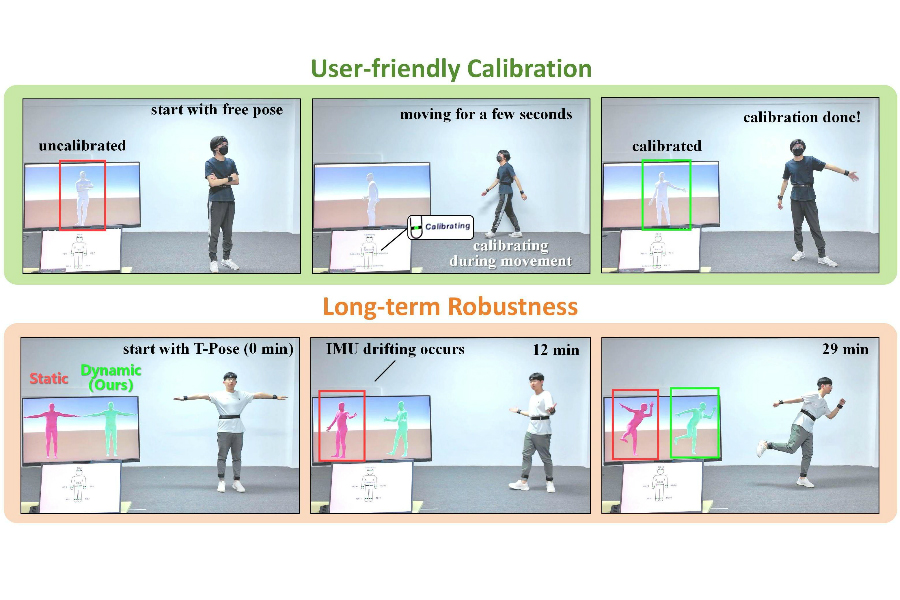 User-friendly Calibration
start with free pose
uncalibrated
moving for a few seconds
Calibrating
calibrating
during movement
calibration done!
calibrated
Long-term Robustness
start with T-Pose (0 min)
Static
Dynamic
(Ours)
IMU drifting occurs
12 min
29 min